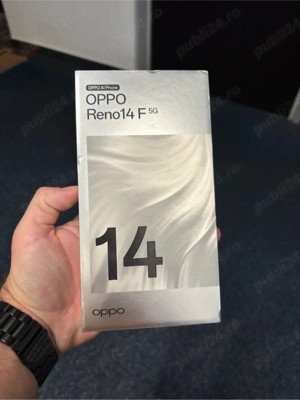 OPPO AI Phone
OPPO
Reno14 F 5G
14
oppo
publi24.ro